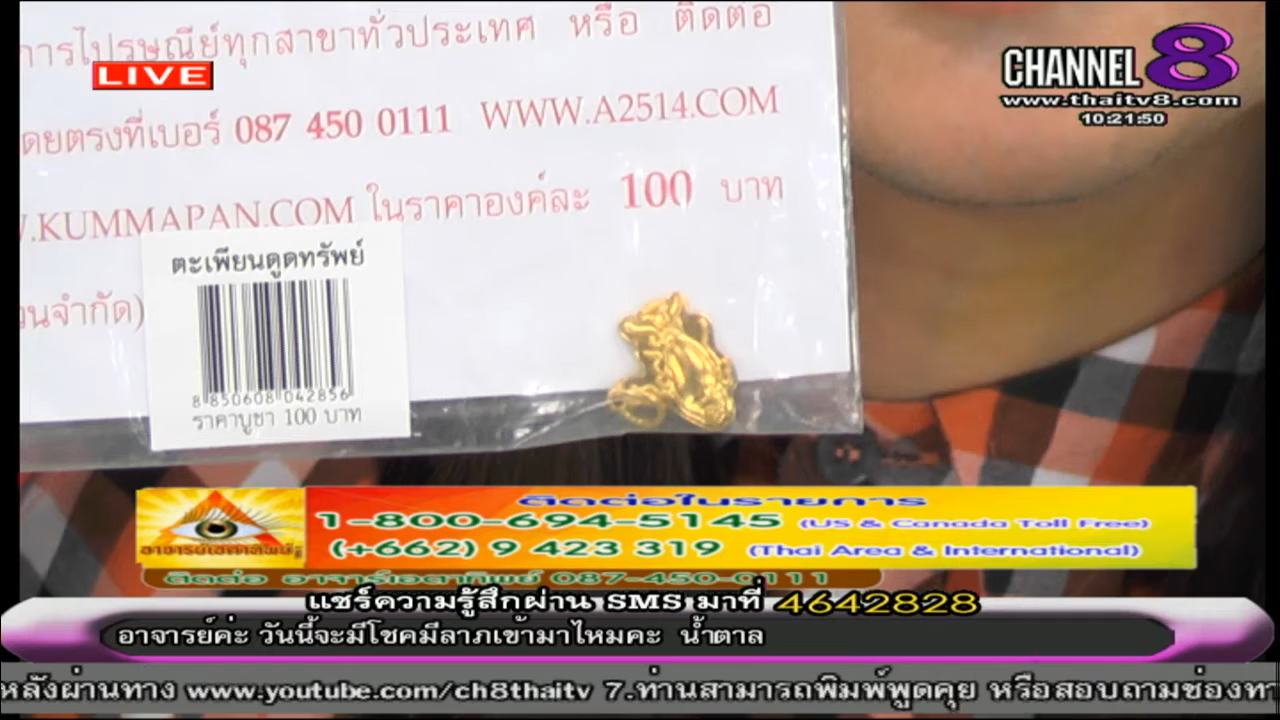 การไปรษณีย์ทุกสาขาทั่วประเทศ หรือ ติดต่อ
LIVE
CHANNEL 8
www.thaitv8.com
10:21:50
ดยตรงที่เบอร์ 087 450 0111 WWW.A2514.COM
.KUMMAPAN.COM ในราคาองค์ละ 100 บาท
วนจำกัด)
ตะเพียนดูดทรัพย์
8 850608 042856
ราคาบูชา 100 บาท
ติดต่อในรายการ
1-800-694-5145 (US & Canada Toll Free)
(+662) 9 423 319 (Thai Area & International)
ติดต่อ 087-450-0111
แชร์ความรู้สึกผ่าน SMS มาที่ 4642828
อาจารย์ค่ะ วันนี้จะมีโชคมีลาภเข้ามาไหมคะ น้ำตาล
หลังผ่านทาง www.youtube.com/ch8thaitv 7.ท่านสามารถพิมพ์พูดคุย หรือสอบถามช่องทา